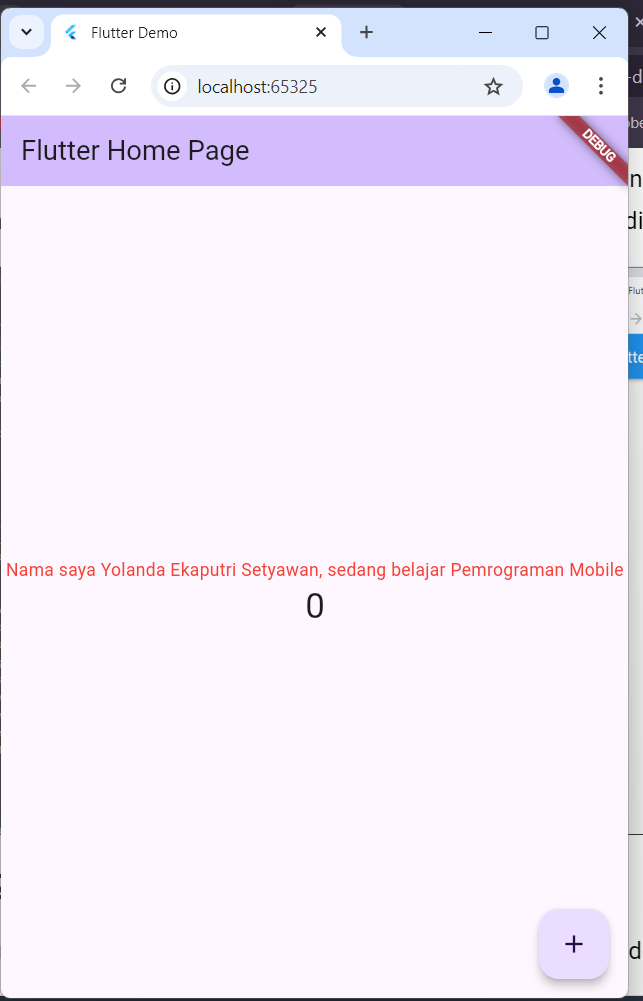 Flutter Demo
localhost:65325
Flutter Home Page
DEBUG
Nama saya Yolanda Ekaputri Setyawan, sedang belajar Pemrograman Mobile
0